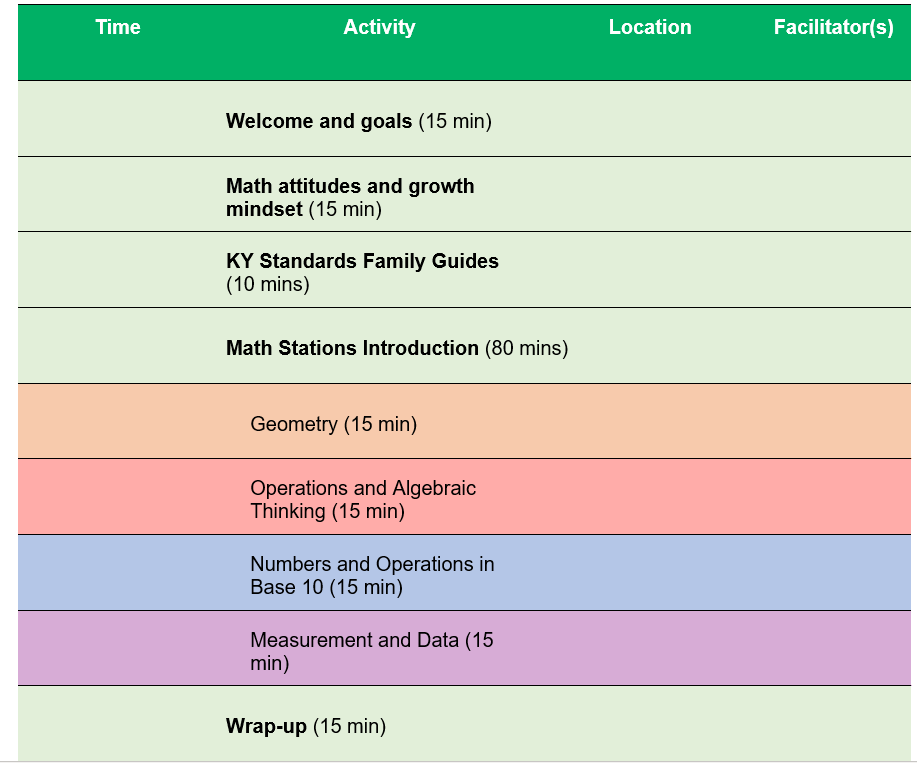 Time Activity Location Facilitator(s)
Welcome and goals (15 min)
Math attitudes and growth
mindset (15 min)
KY Standards Family Guides
(10 mins)
Math Stations Introduction (80 mins)
Geometry (15 min)
Operations and Algebraic
Thinking (15 min)
Numbers and Operations in
Base 10 (15 min)
Measurement and Data (15
min)
Wrap-up (15 min)